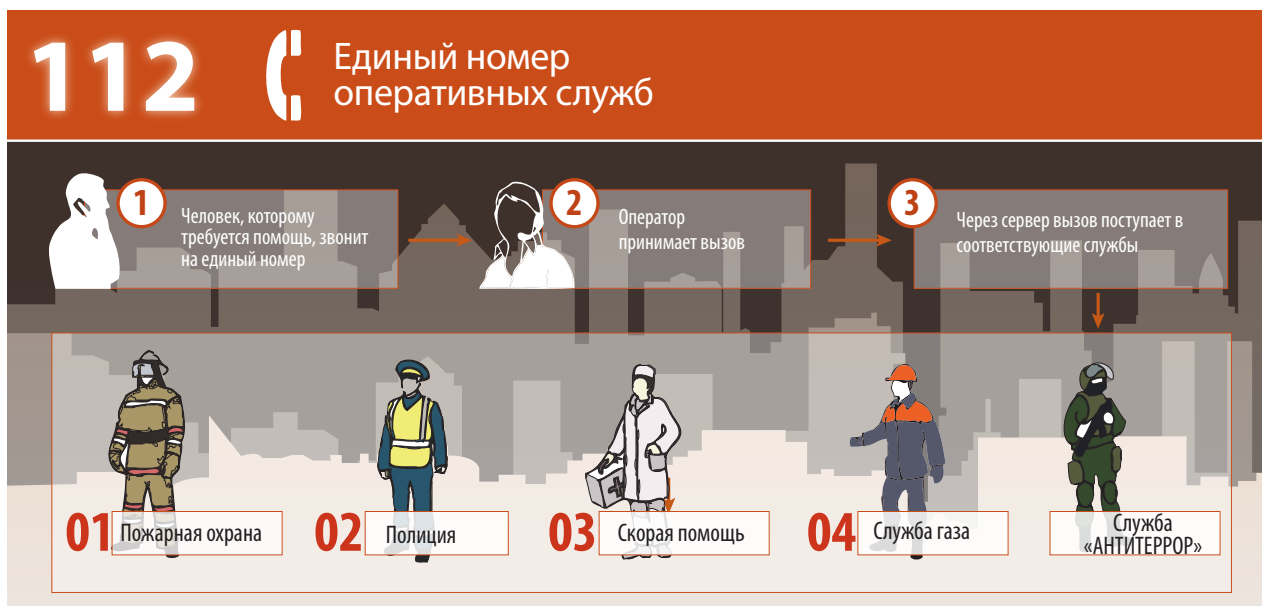 112
Единый номер
оперативных служб
1
Человек, которому
требуется помощь, звонит
на единый номер
2
Оператор
принимает вызов
3
Через сервер вызов поступает в
соответствующие службы
01 Пожарная охрана
02 Полиция
03 Скорая помощь
04 Служба газа
Служба
«АНТИТЕРРОР»